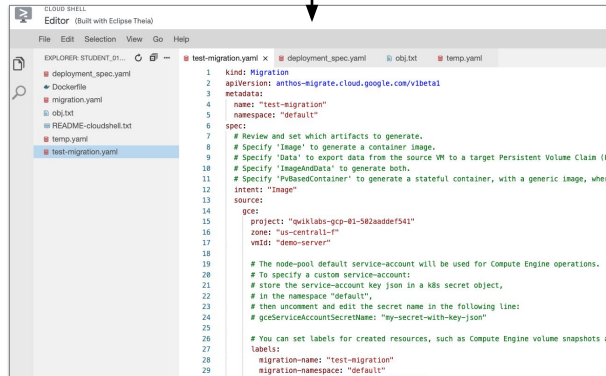 CLOUD SHELL
Editor (Built with Eclipse Theia)
File Edit Selection View Go Help
EXPLORER: STUDENT_01...
deployment_spec.yaml
Dockerfile
migration.yaml
obj.txt
README-cloudshell.txt
temp.yaml
test-migration.yaml
test-migration.yaml × deployment_spec.yaml obj.txt temp.yaml
1 kind: Migration
2 apiVersion: anthos-migrate.cloud.google.com/v1beta1
3 metadata:
4 name: "test-migration"
5 namespace: "default"
6 spec:
7 # Review and set which artifacts to generate.
8 # Specify 'Image' to generate a container image.
9 # Specify 'Data' to export data from the source VM to a target Persistent Volume Claim (
10 # Specify 'ImageAndData' to generate both.
11 # Specify 'PvBasedContainer' to generate a stateful container, with a generic image, whe
12 intent: "Image"
13 source:
14 gce:
15 project: "qwiklabs-gcp-01-502aaddef541"
16 zone: "us-central1-f"
17 vmId: "demo-server"
18
19 # The node-pool default service-account will be used for Compute Engine operations.
20 # To specify a custom service-account:
21 # store the service-account key json in a k8s secret object,
22 # in the namespace "default",
23 # then uncomment and edit the secret name in the following line:
24 # gceServiceAccountSecretName: "my-secret-with-key-json"
25
26 # You can set labels for created resources, such as Compute Engine volume snapshots a
27 labels:
28 migration-name: "test-migration"
29 migration-namespace: "default"